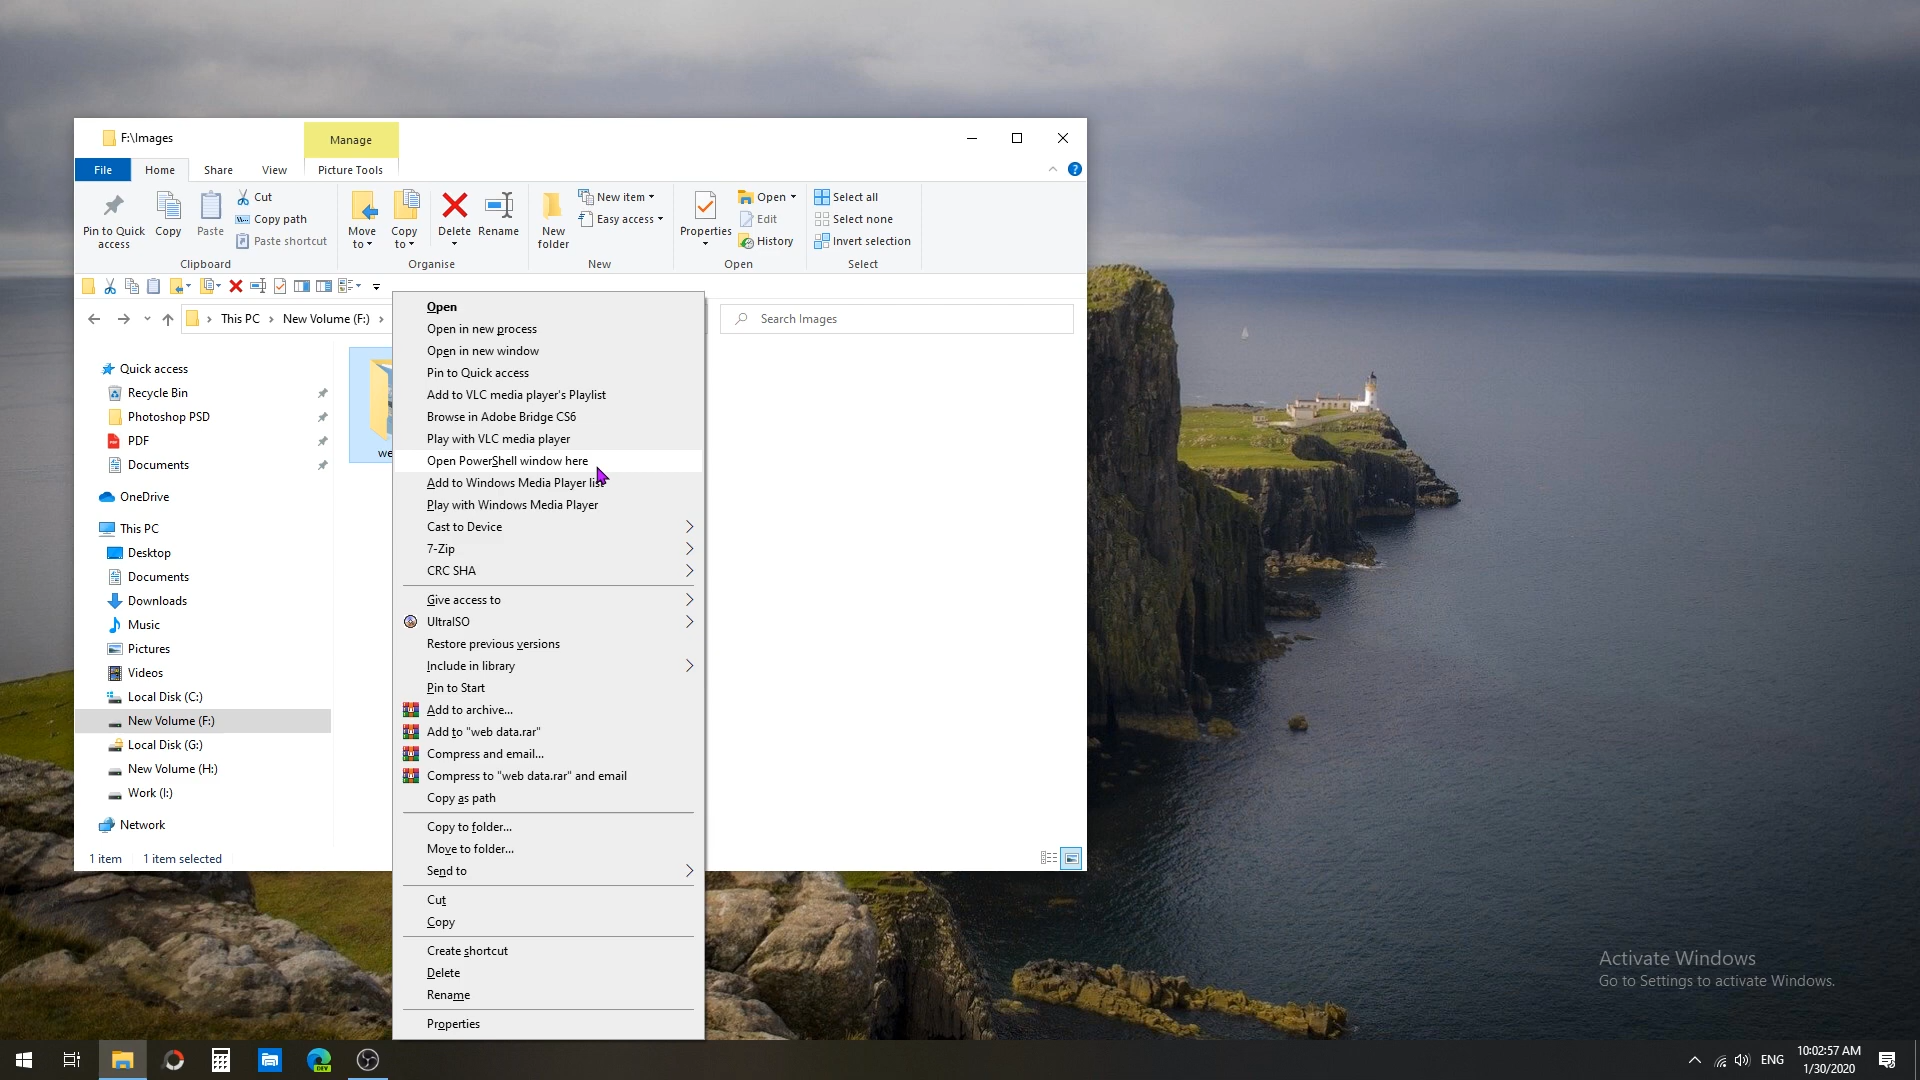 F:\Images
Manage
File
Home
Share
View
Picture Tools
Pin to Quick access
Copy
Paste
Cut
Copy path
Paste shortcut
Clipboard
Move to
Copy to
Delete
Rename
Organise
New folder
New item
Easy access
New
Properties
Open
Edit
History
Open
Select all
Select none
Invert selection
Select
This PC
New Volume (F:)
Search Images
Quick access
Recycle Bin
Photoshop PSD
PDF
Documents
OneDrive
This PC
Desktop
Documents
Downloads
Music
Pictures
Videos
Local Disk (C:)
New Volume (F:)
Local Disk (G:)
New Volume (H:)
Work (I:)
Network
1 item
1 item selected
we
Open
Open in new process
Open in new window
Pin to Quick access
Add to VLC media player's Playlist
Browse in Adobe Bridge CS6
Play with VLC media player
Open PowerShell window here
Add to Windows Media Player list
Play with Windows Media Player
Cast to Device
7-Zip
CRC SHA
Give access to
UltraISO
Restore previous versions
Include in library
Pin to Start
Add to archive...
Add to "web data.rar"
Compress and email...
Compress to "web data.rar" and email
Copy as path
Copy to folder...
Move to folder...
Send to
Cut
Copy
Create shortcut
Delete
Rename
Properties
Activate Windows
Go to Settings to activate Windows.
DEV
ENG
10:02:57 AM
1/30/2020